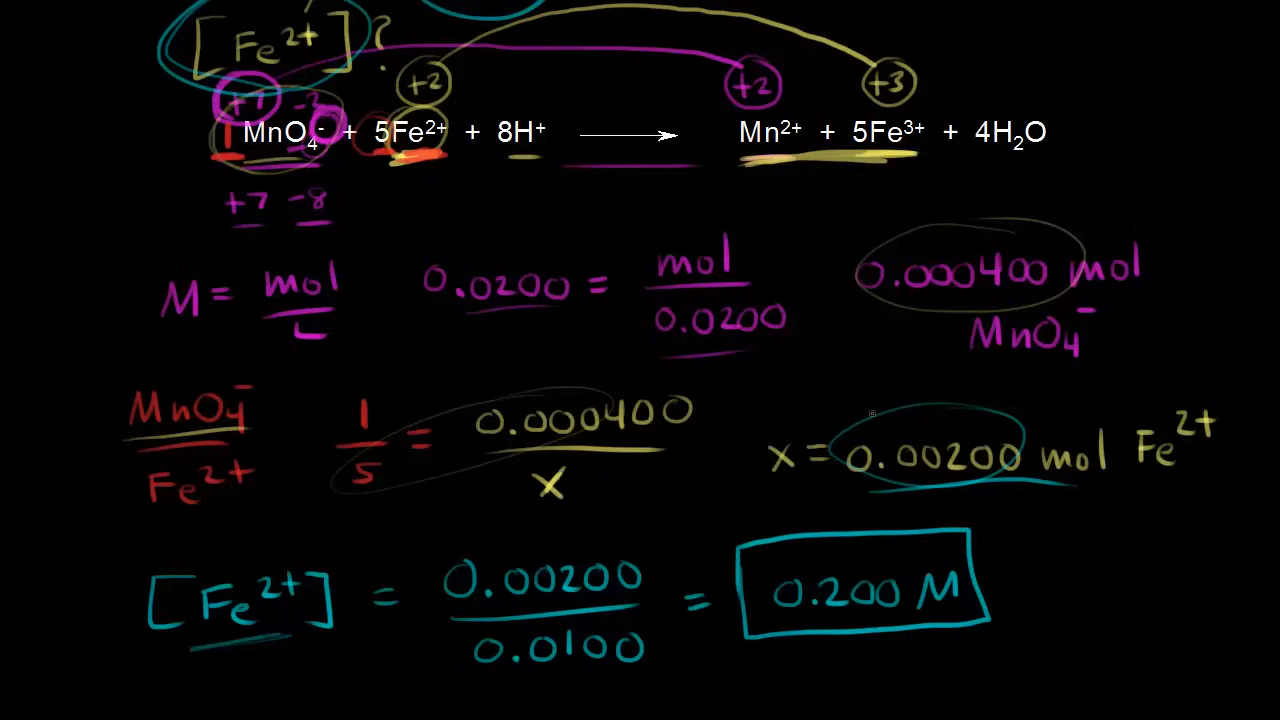 [Fe²⁺]?
+7 -2 +2 +2 +3
1 MnO₄⁻ + 5Fe²⁺ + 8H⁺ ⟶ Mn²⁺ + 5Fe³⁺ + 4H₂O
+7 -8
M = mol/L 0.0200 = mol/0.0200 0.000400 mol MnO₄⁻
MnO₄⁻/Fe²⁺ 1/5 = 0.000400/x x = 0.00200 mol Fe²⁺
[Fe²⁺] = 0.00200/0.0100 = 0.200 M